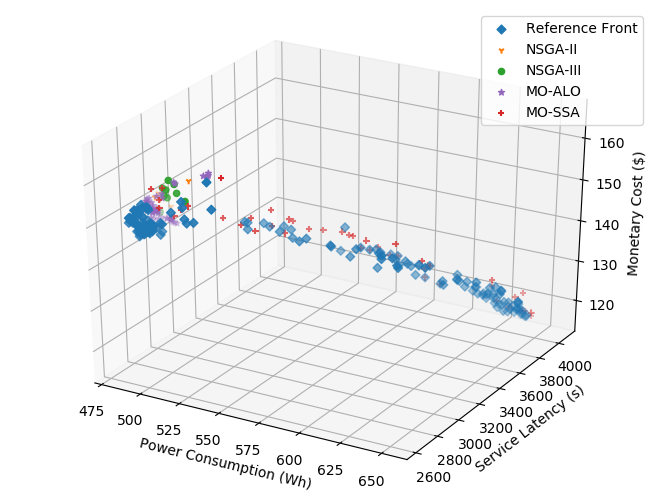 Reference Front
NSGA-II
NSGA-III
MO-ALO
MO-SSA
160
150
140
130
120
Monetary Cost ($)
4000
3800
3600
3400
3200
3000
2800
2600
Service Latency (s)
475
500
525
550
575
600
625
650
Power Consumption (Wh)